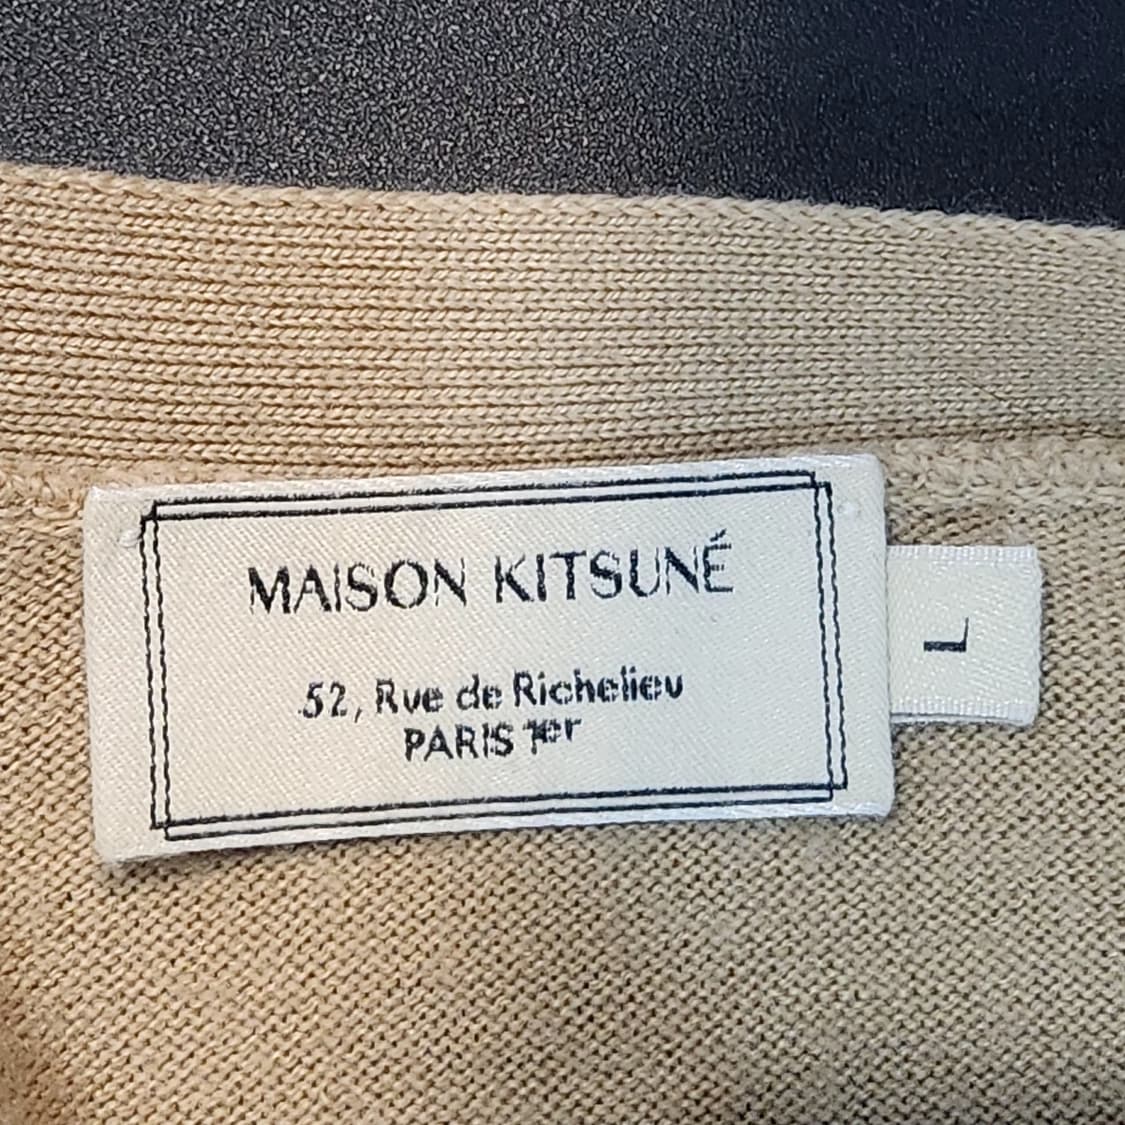 MAISON KITSUNÉ
52, Rue de Richelieu
PARIS 1er
L